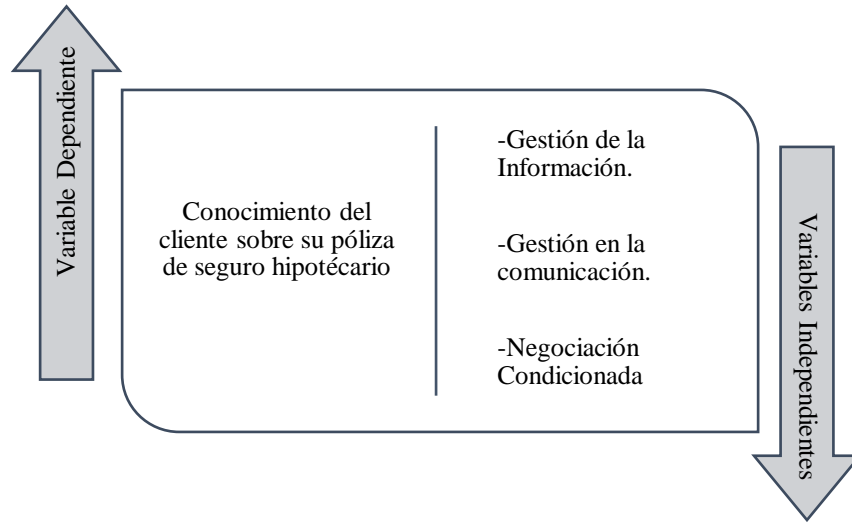 Variable Dependiente
Conocimiento del
cliente sobre su póliza
de seguro hipotécario
-Gestión de la
Información.
-Gestión en la
comunicación.
-Negociación
Condicionada
Variables Independientes